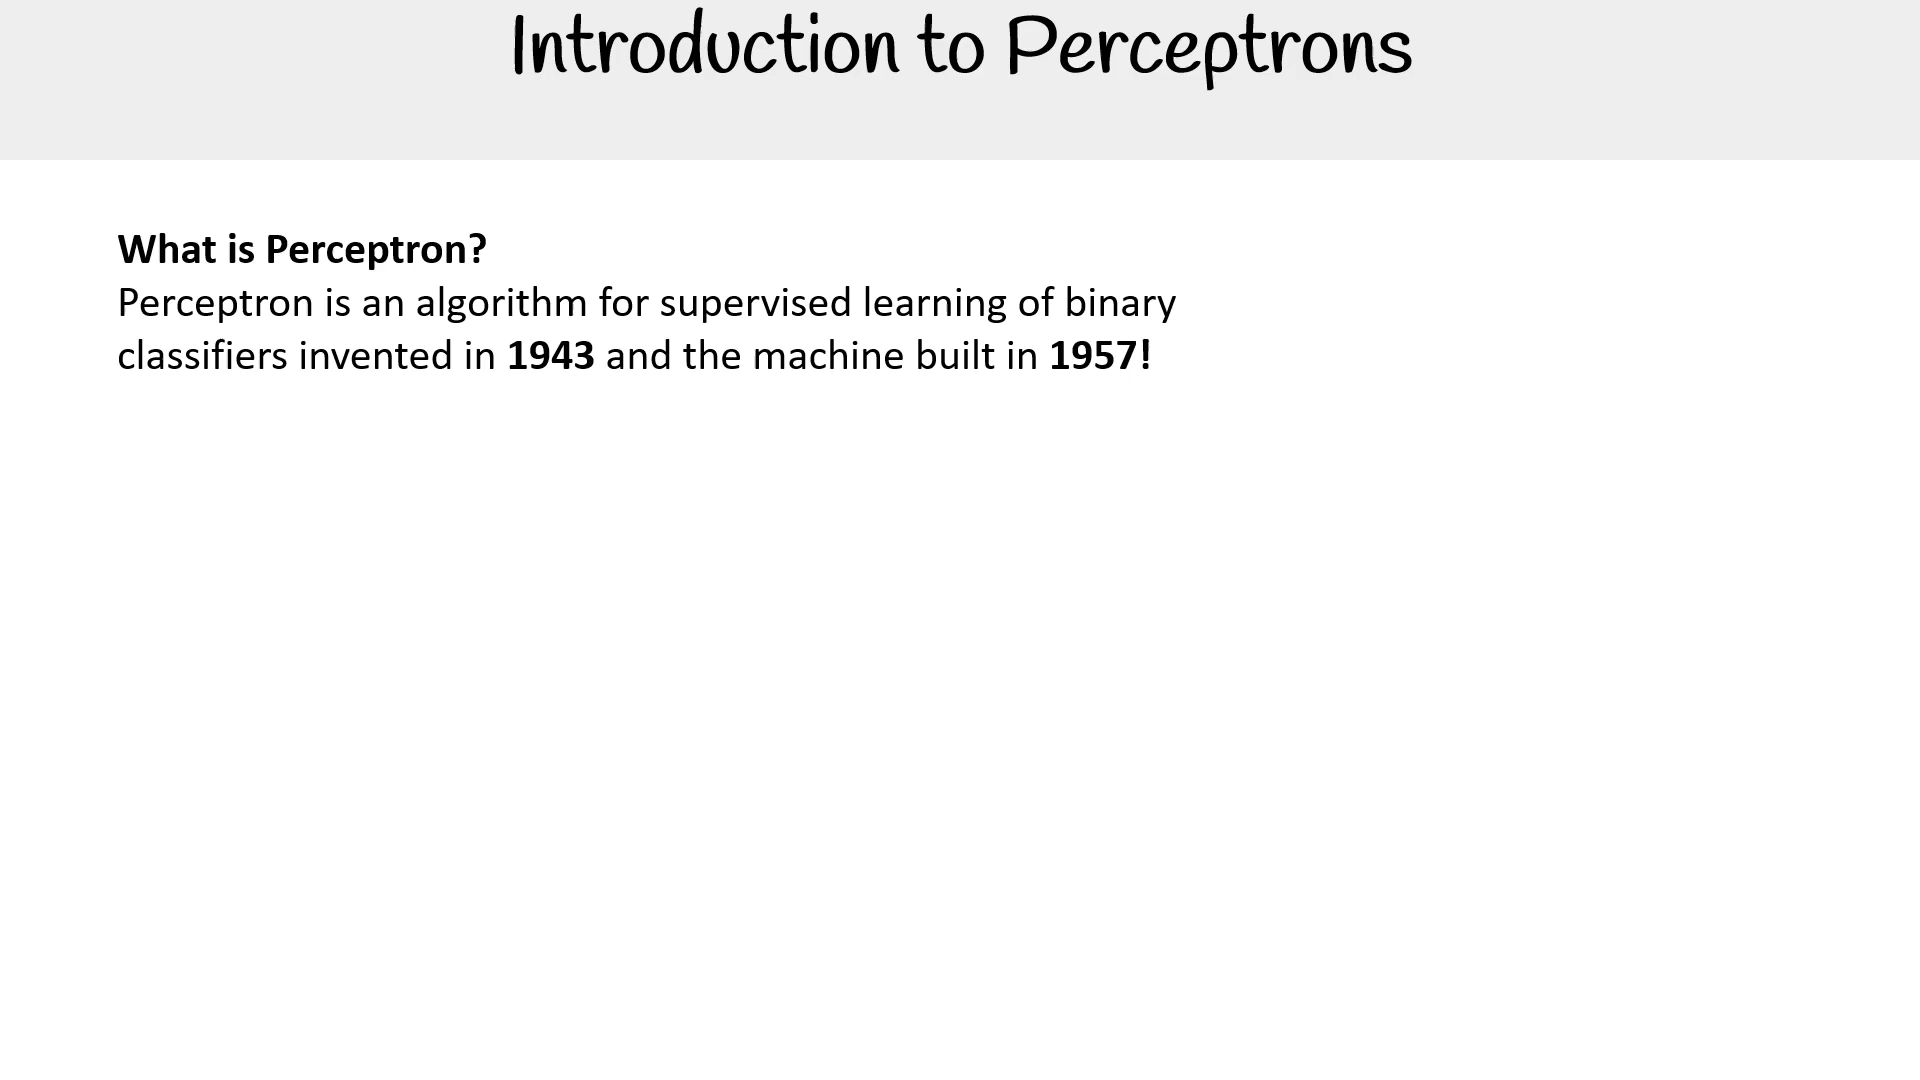 Introduction to Perceptrons
What is Perceptron?
Perceptron is an algorithm for supervised learning of binary
classifiers invented in 1943 and the machine built in 1957!